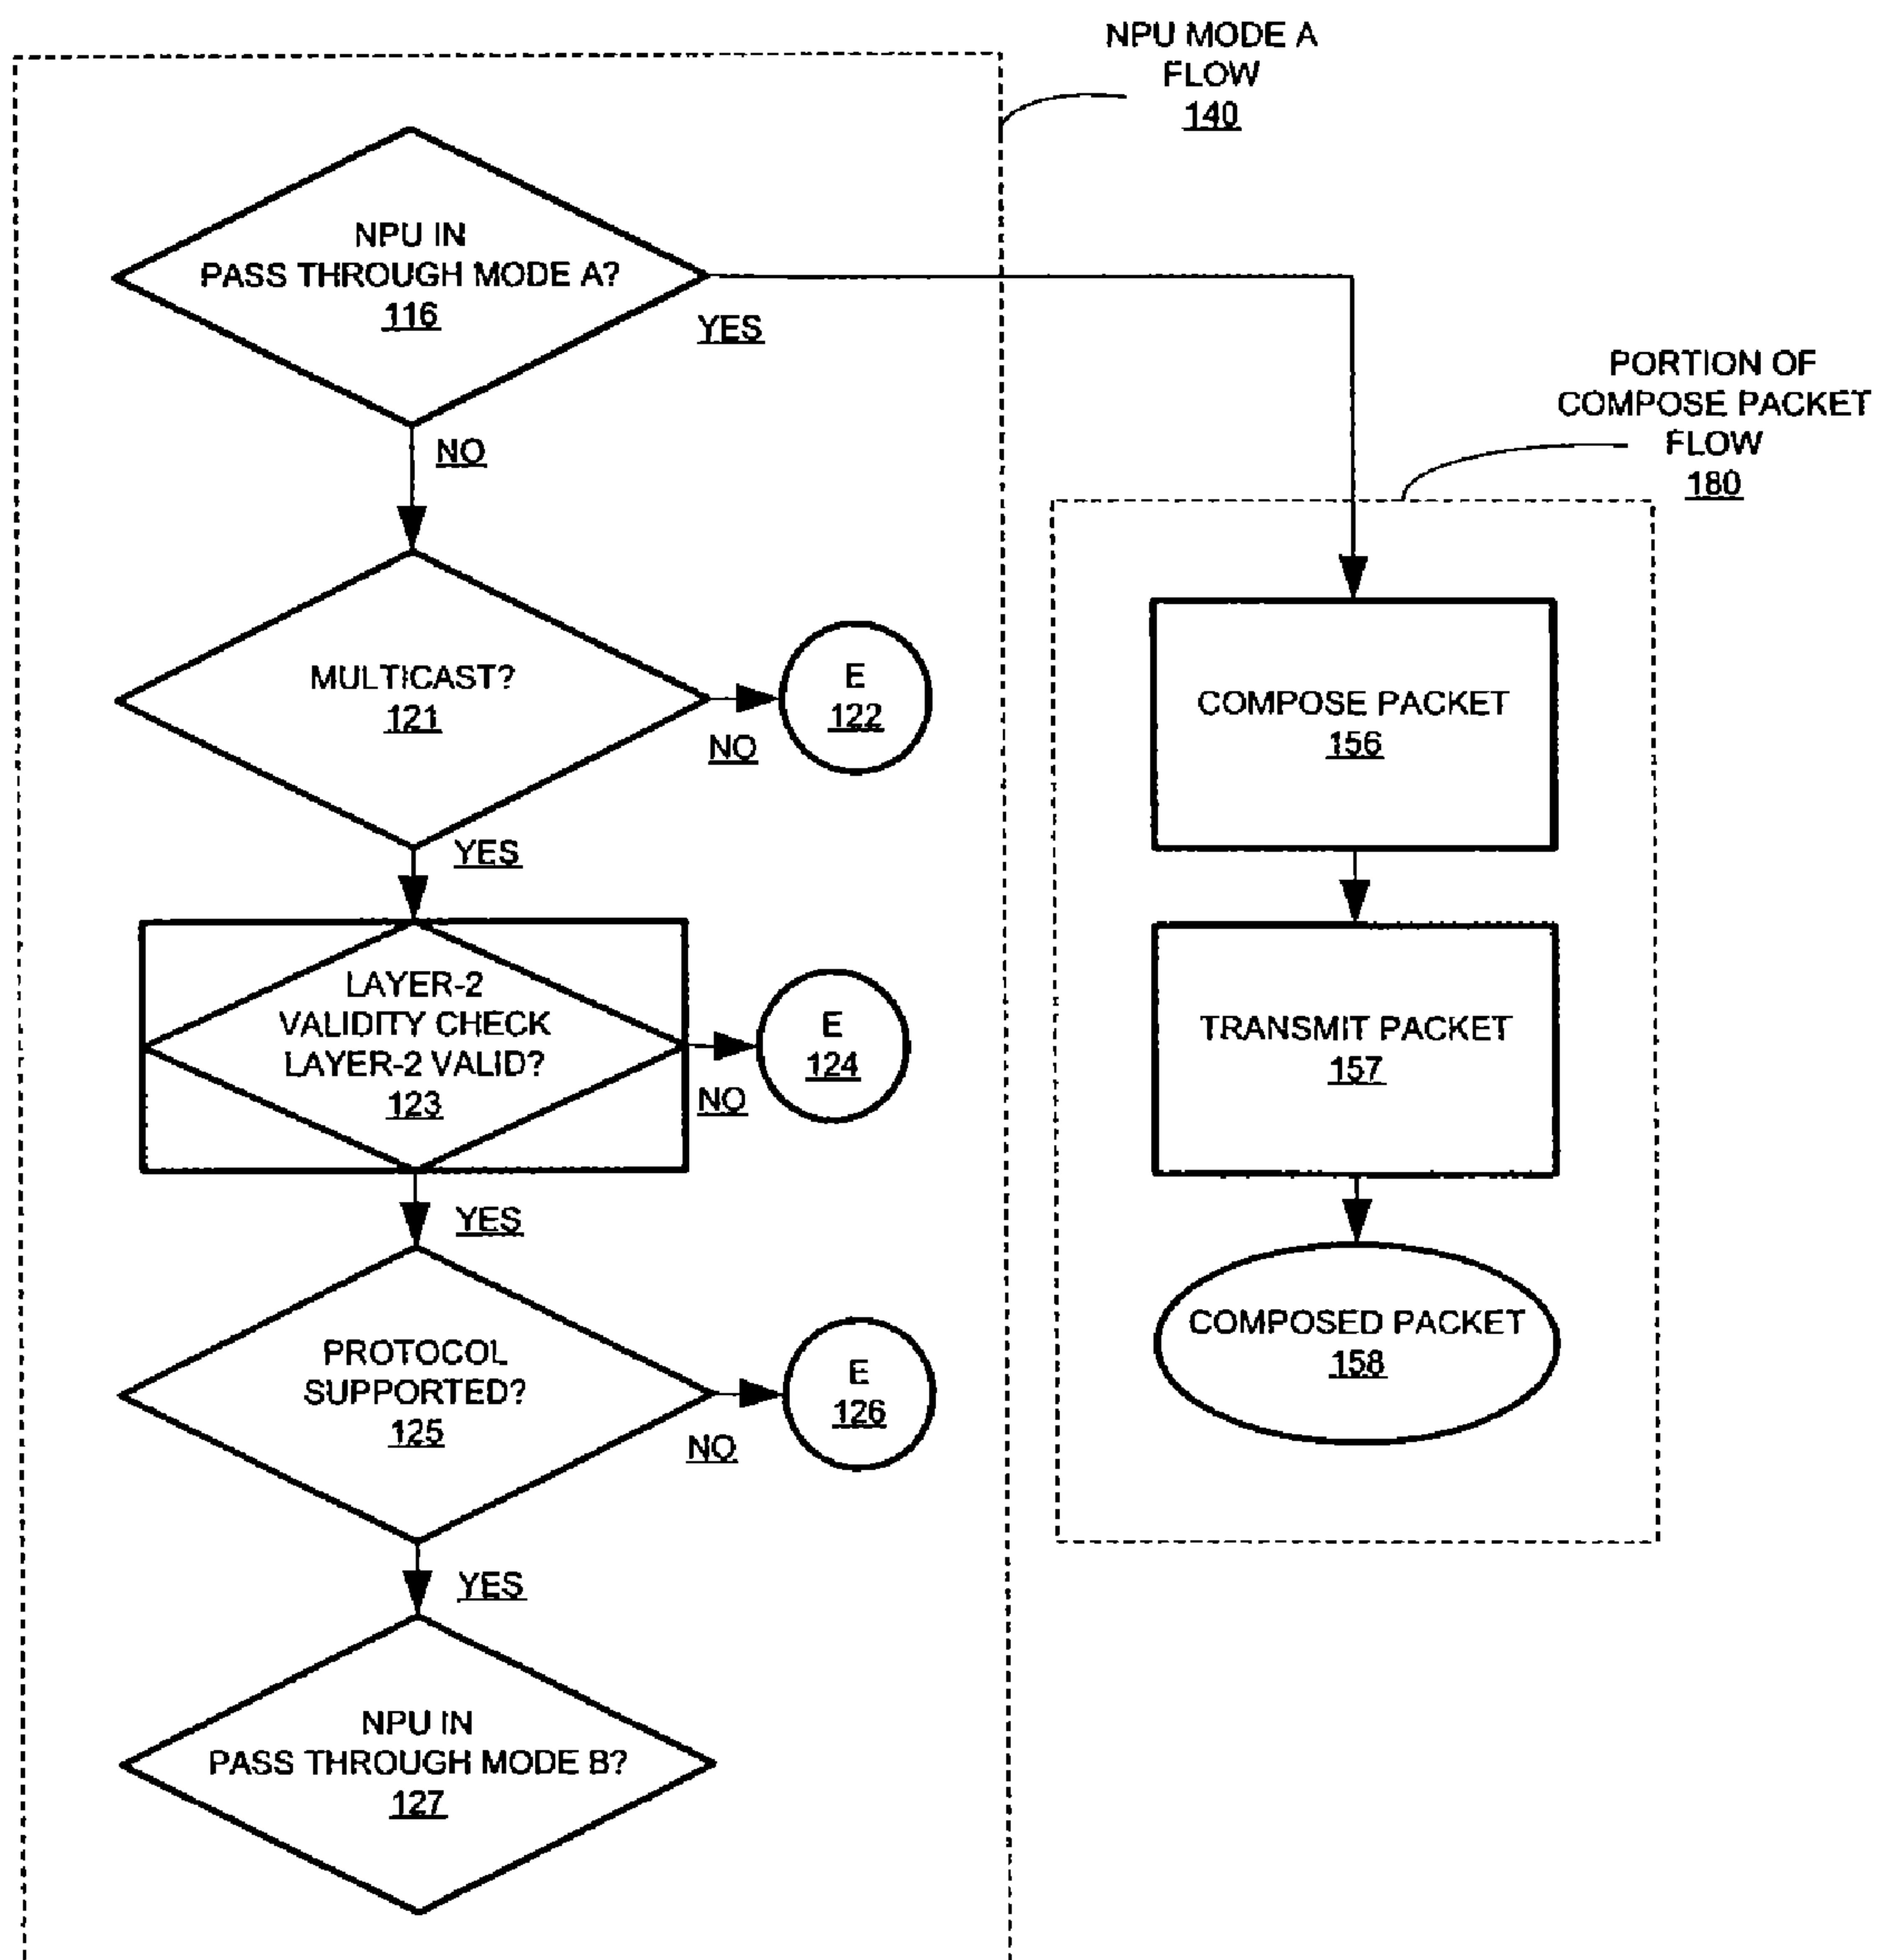 NPU MODE A
FLOW
140
NPU IN
PASS THROUGH MODE A?
116
YES
NO
PORTION OF
COMPOSE PACKET
FLOW
180
MULTICAST?
121
NO
E
122
YES
LAYER-2
VALIDITY CHECK
LAYER-2 VALID?
123
NO
E
124
YES
PROTOCOL
SUPPORTED?
125
NO
E
126
YES
NPU IN
PASS THROUGH MODE B?
127
COMPOSE PACKET
156
TRANSMIT PACKET
157
COMPOSED PACKET
158